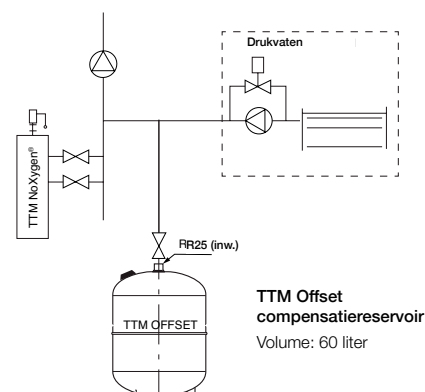 Drukvaten
TTM NoXygen®
RR25 (inw.)
TTM OFFSET
TTM Offset
compensatiereservoir
Volume: 60 liter